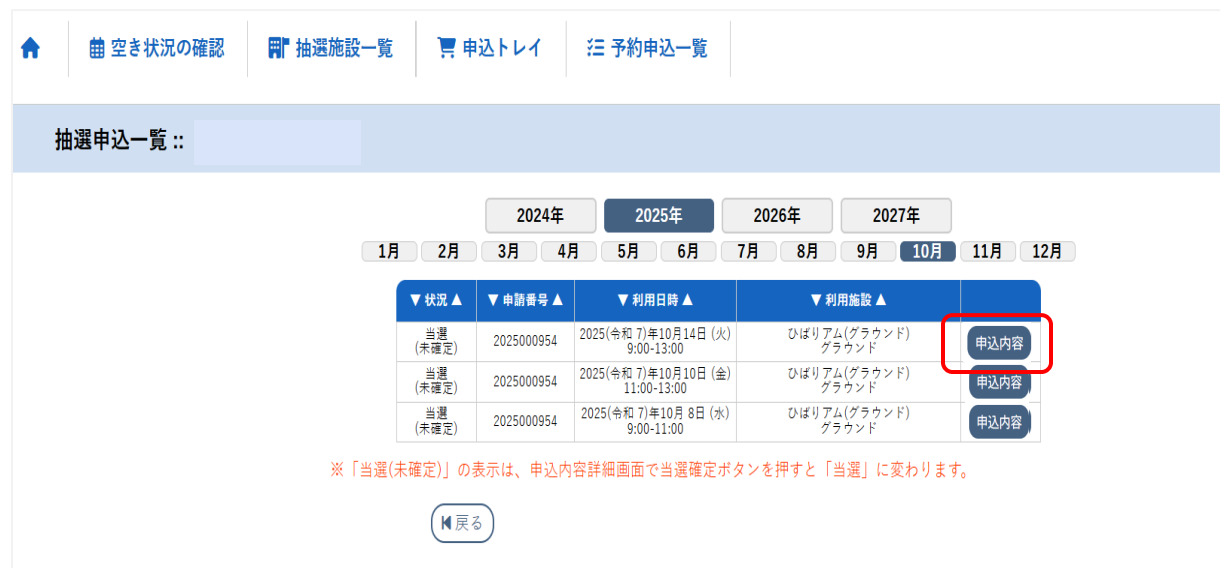 空き状況の確認 抽選施設一覧 申込トレイ 予約申込一覧
抽選申込一覧 ::
2024年 2025年 2026年 2027年
1月 2月 3月 4月 5月 6月 7月 8月 9月 10月 11月 12月
▼ 状況 ▲ ▼ 申請番号 ▲ ▼ 利用日時 ▲ ▼ 利用施設 ▲
当選
(未確定)
2025000954
2025(令和 7)年10月14日 (火)
9:00-13:00
ひばりアム(グラウンド)
グラウンド
申込内容
当選
(未確定)
2025000954
2025(令和 7)年10月10日 (金)
11:00-13:00
ひばりアム(グラウンド)
グラウンド
申込内容
当選
(未確定)
2025000954
2025(令和 7)年10月 8日 (水)
9:00-11:00
ひばりアム(グラウンド)
グラウンド
申込内容
※「当選(未確定)」の表示は、申込内容詳細画面で当選確定ボタンを押すと「当選」に変わります。
戻る